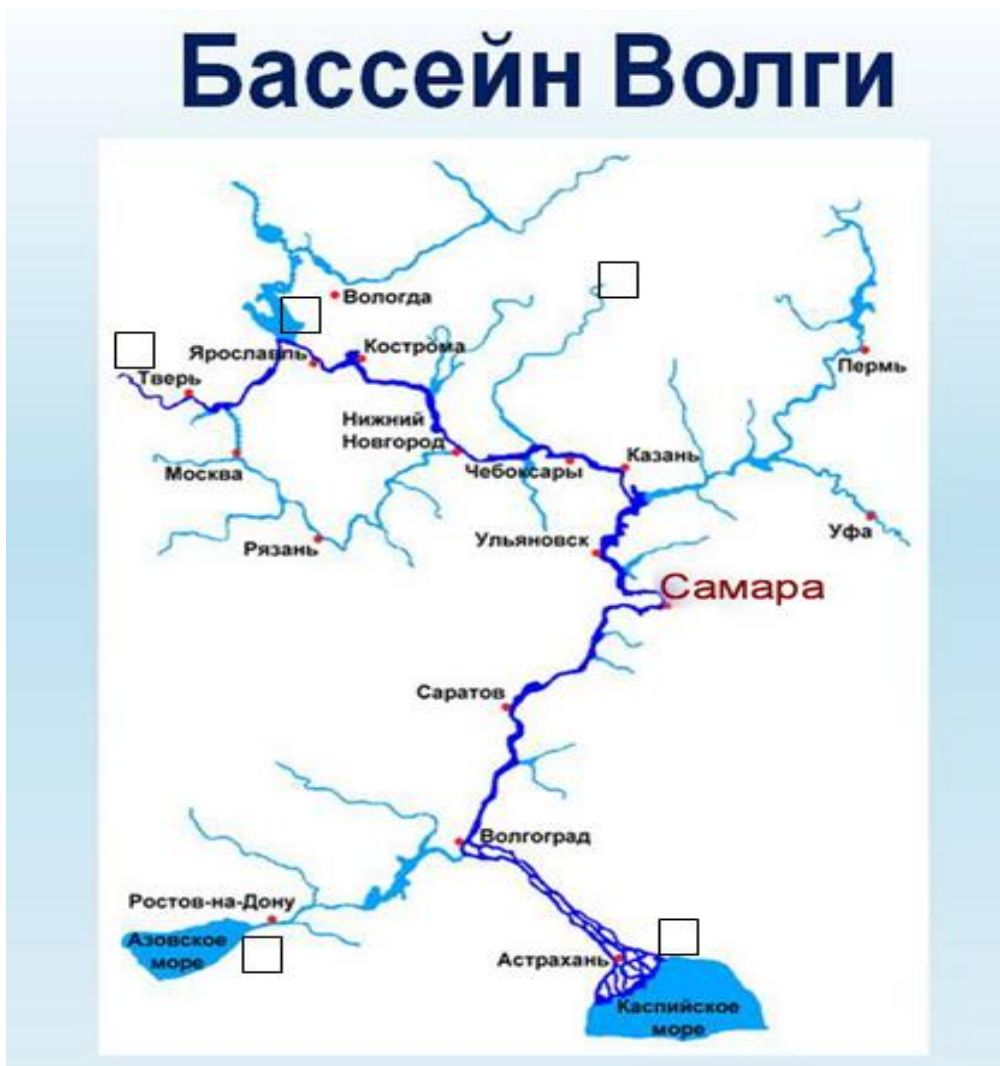 Бассейн Волги
Вологда
Ярославль
Кострома
Тверь
Пермь
Нижний
Новгород
Москва
Чебоксары
Казань
Рязань
Ульяновск
Уфа
Самара
Саратов
Волгоград
Ростов-на-Дону
Азовское
море
Астрахань
Каспийское
море